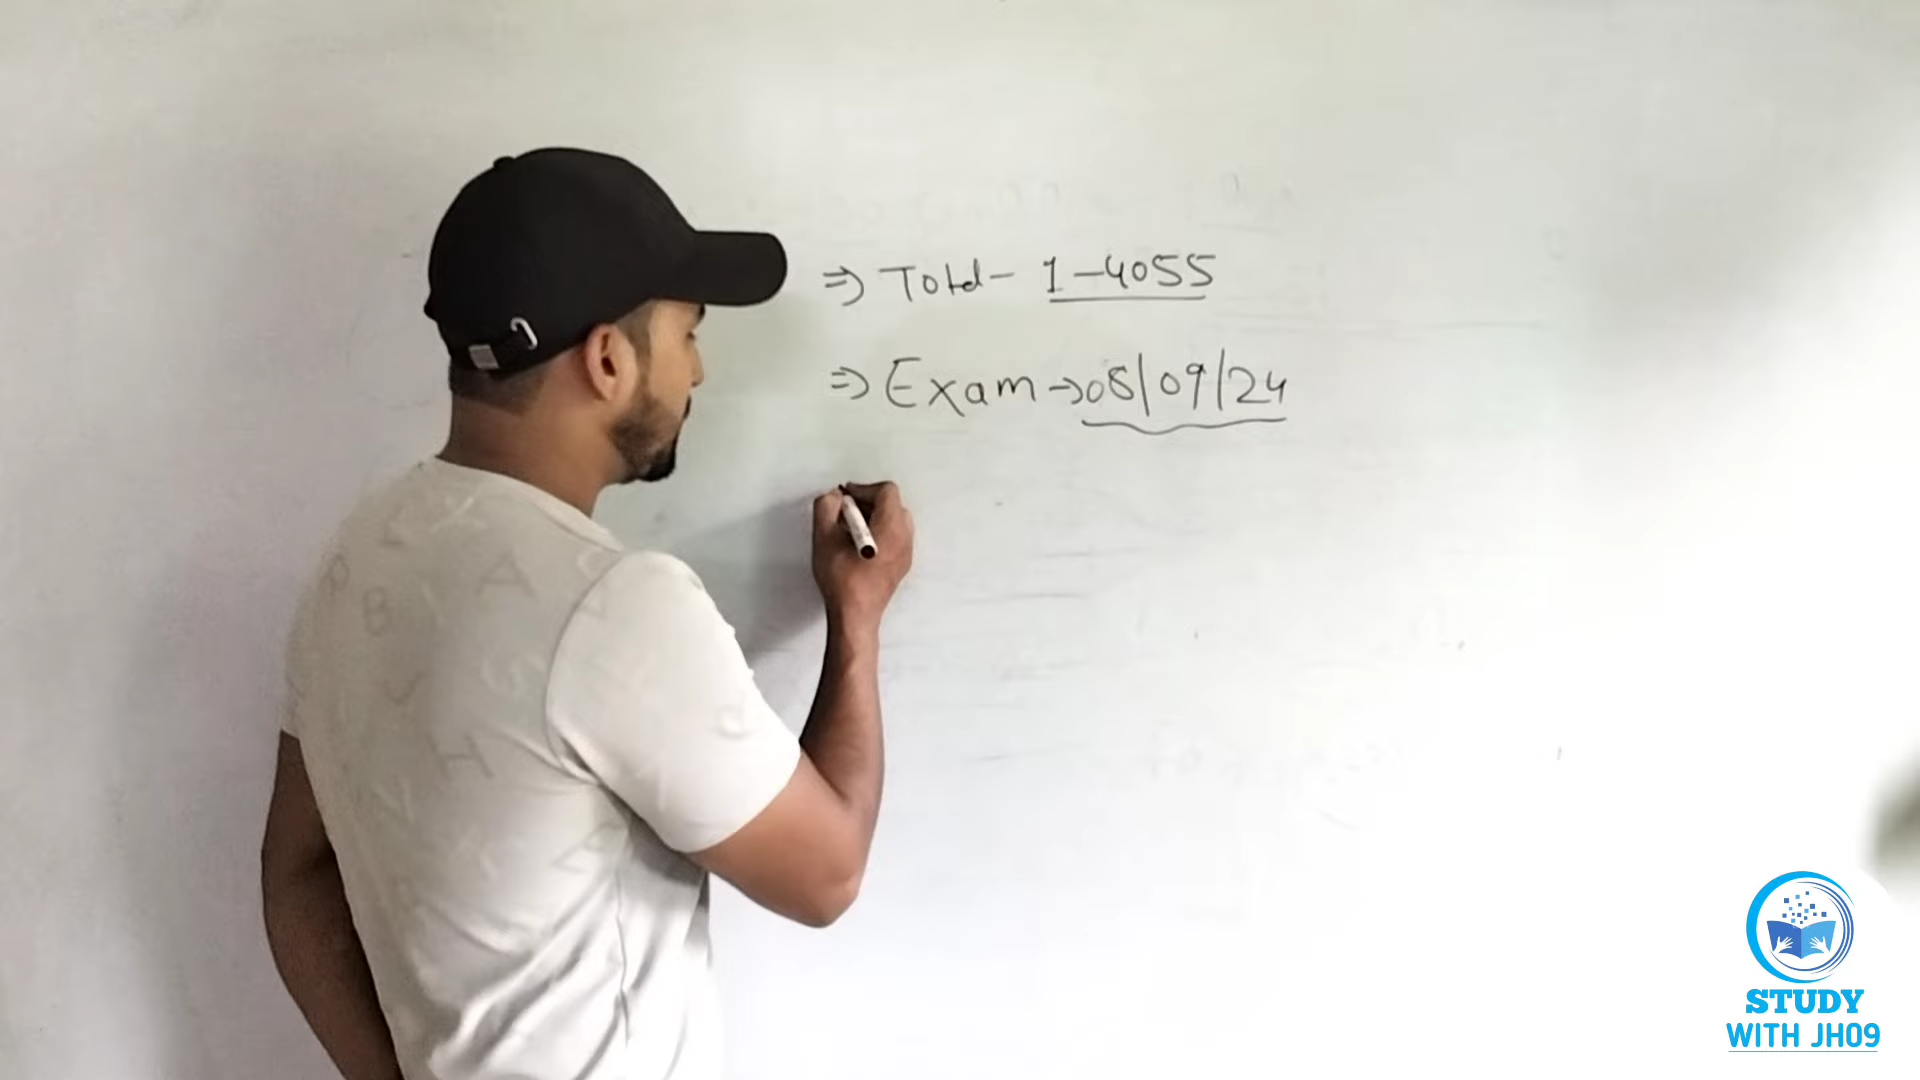 ⇒ Total - 1-4055
⇒ Exam → 08/09/24
STUDY
WITH JH09